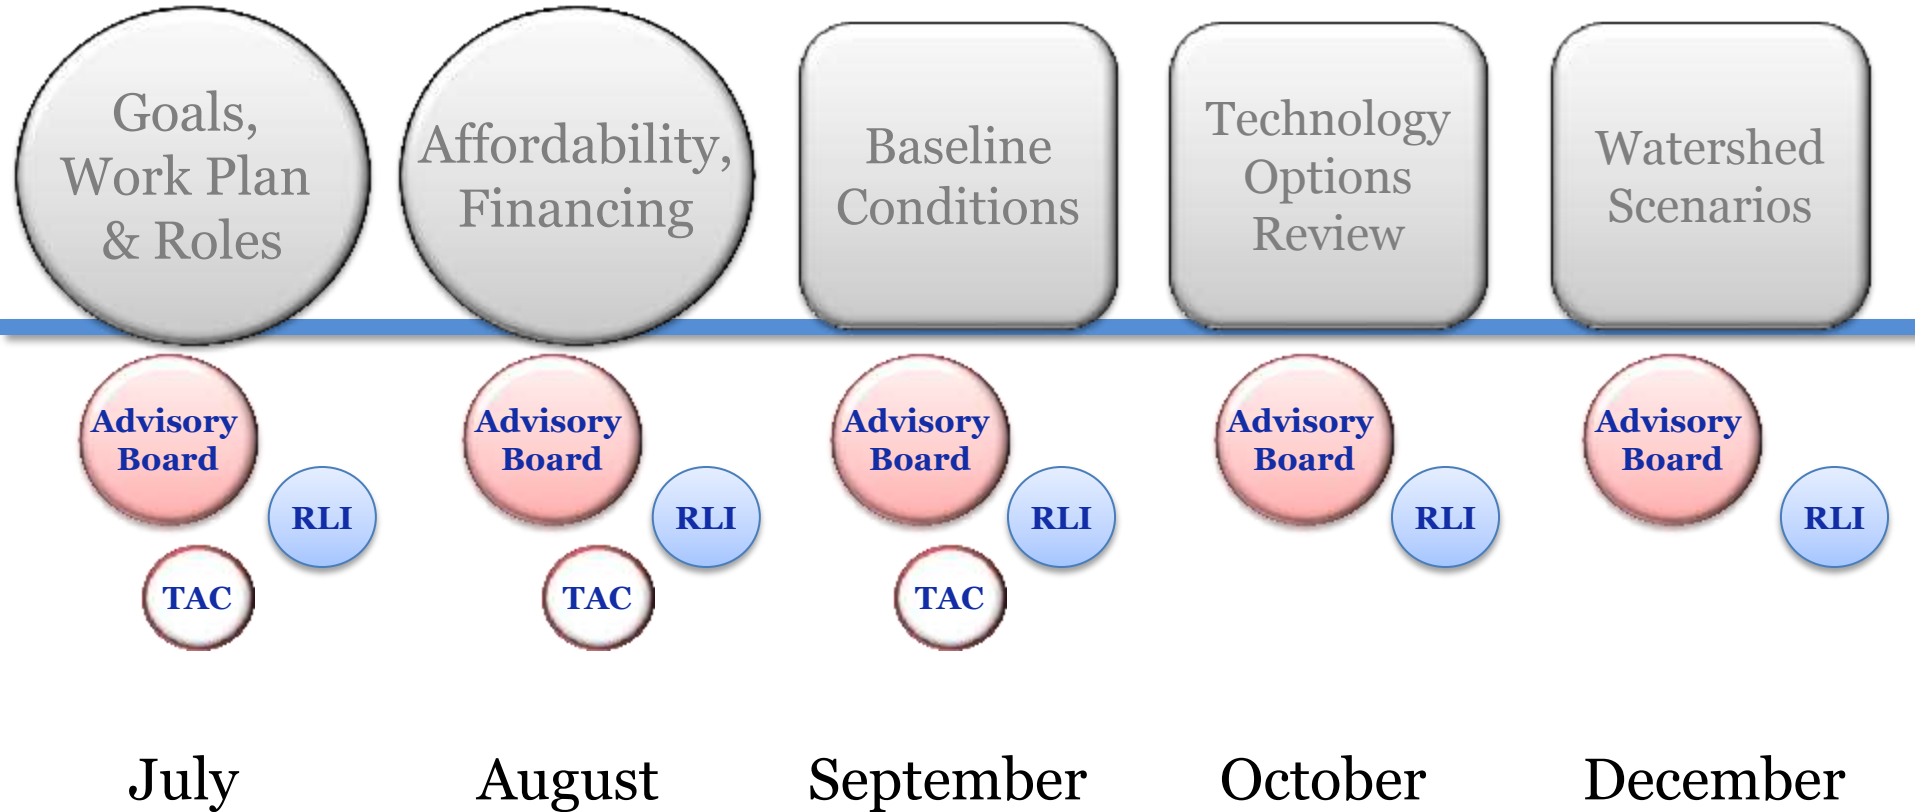 Goals,
Work Plan
& Roles
Affordability,
Financing
Baseline
Conditions
Technology
Options
Review
Watershed
Scenarios
Advisory
Board
RLI
TAC
Advisory
Board
RLI
TAC
Advisory
Board
RLI
TAC
Advisory
Board
RLI
Advisory
Board
RLI
July
August
September
October
December